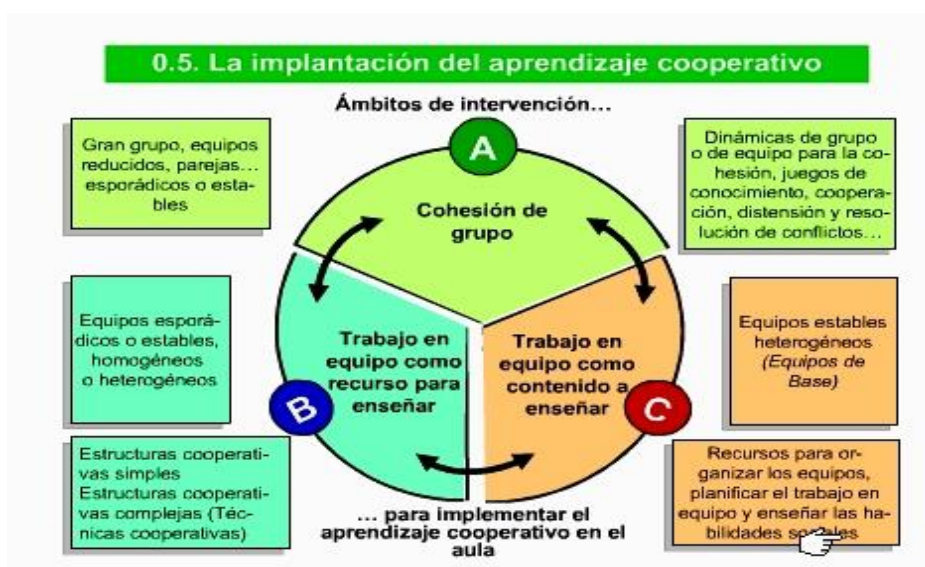 0.5. La implantación del aprendizaje cooperativo
Ámbitos de intervención...
Gran grupo, equipos
reducidos, parejas...
esporádicos o esta-
bles
A
Dinámicas de grupo
o de equipo para la co-
hesión, juegos de
conocimiento, coopera-
ción, distensión y reso-
lución de conflictos...
Cohesión de
grupo
Equipos esporá-
dicos o estables,
homogéneos
o heterogéneos
Trabajo en
equipo como
recurso para
enseñar
B
Trabajo en
equipo como
contenido a
enseñar
C
Equipos estables
heterogéneos
(Equipos de
Base)
Estructuras cooperati-
vas simples
Estructuras cooperati-
vas complejas (Téc-
nicas cooperativas)
... para implementar el
aprendizaje cooperativo en el
aula
Recursos para or-
ganizar los equipos,
planificar el trabajo en
equipo y enseñar las ha-
bilidades sociales